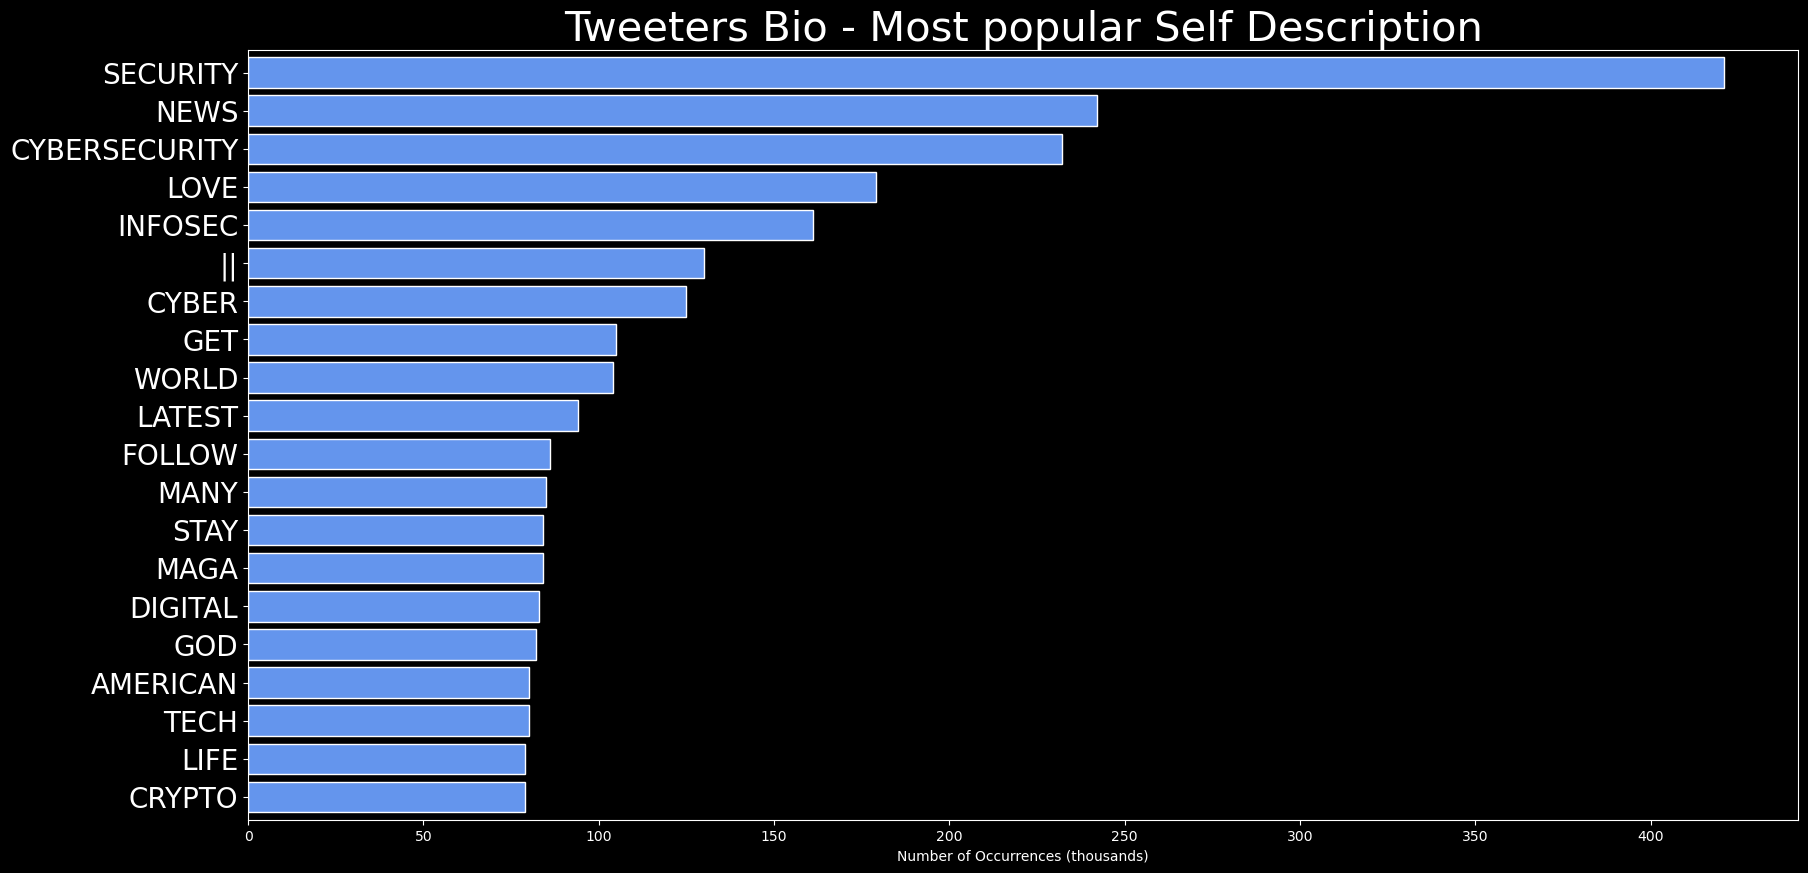 Tweeters Bio - Most popular Self Description
SECURITY
NEWS
CYBERSECURITY
LOVE
INFOSEC
||
CYBER
GET
WORLD
LATEST
FOLLOW
MANY
STAY
MAGA
DIGITAL
GOD
AMERICAN
TECH
LIFE
CRYPTO
0 50 100 150 200 250 300 350 400
Number of Occurrences (thousands)